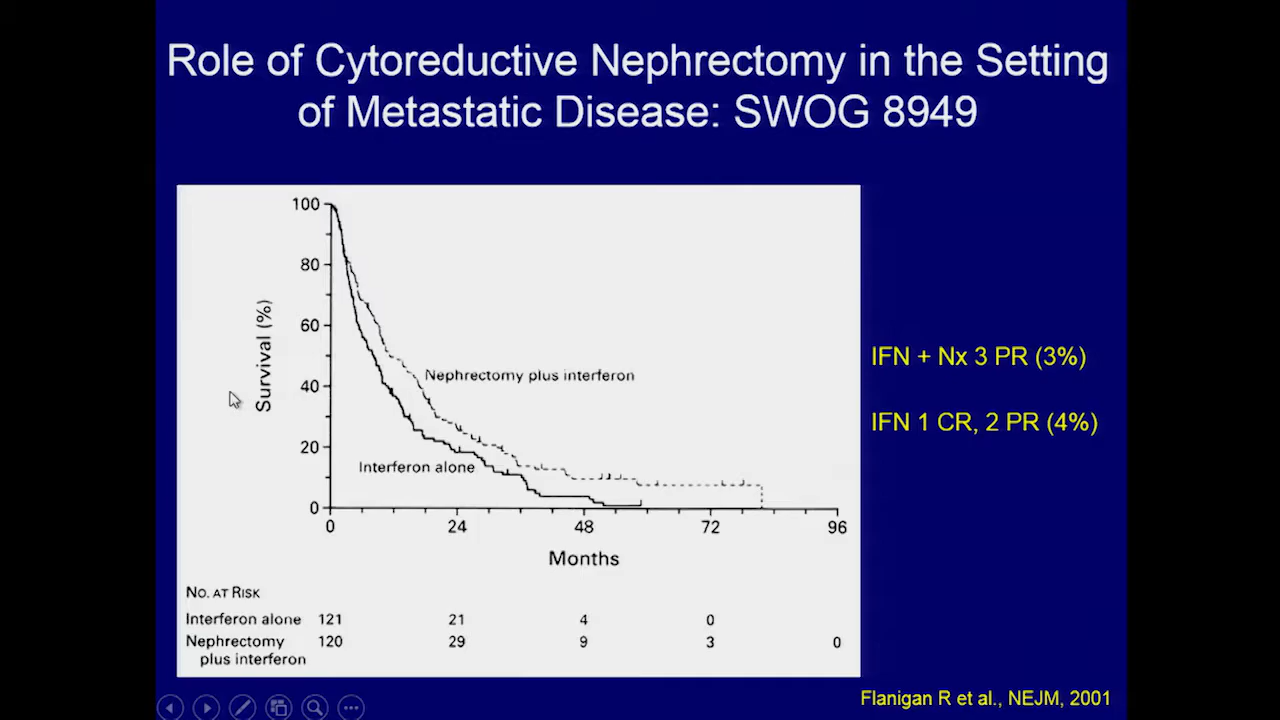 Role of Cytoreductive Nephrectomy in the Setting
of Metastatic Disease: SWOG 8949
100
80
60
40
20
0
Survival (%)
Nephrectomy plus interferon
Interferon alone
0 24 48 72 96
Months
NO. AT RISK
Interferon alone 121 21 4 0
Nephrectomy 120 29 9 3 0
plus interferon
IFN + Nx 3 PR (3%)
IFN 1 CR, 2 PR (4%)
Flanigan R et al., NEJM, 2001